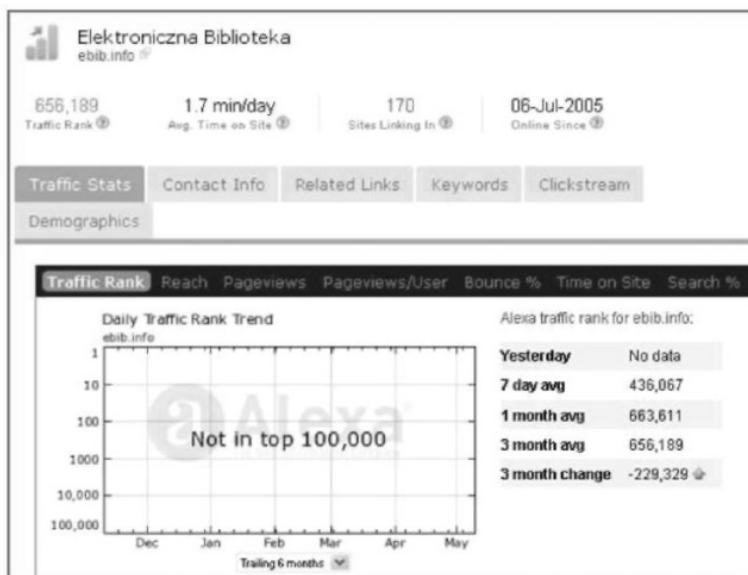 Elektroniczna Biblioteka
ebib.info
656,189 1.7 min/day 170 06-Jul-2005
Traffic Rank Avg. Time on Site Sites Linking In Online Since
Traffic Stats Contact Info Related Links Keywords Clickstream
Demographics
Traffic Rank Reach Pageviews Pageviews/User Bounce % Time on Site Search %
Daily Traffic Rank Trend
ebib.info
1
10
100
1000
10,000
100,000
Alexa
Not in top 100,000
Dec Jan Feb Mar Apr May
Trailing 6 months
Alexa traffic rank for ebib.info:
Yesterday No data
7 day avg 436,067
1 month avg 663,611
3 month avg 656,189
3 month change -229,329